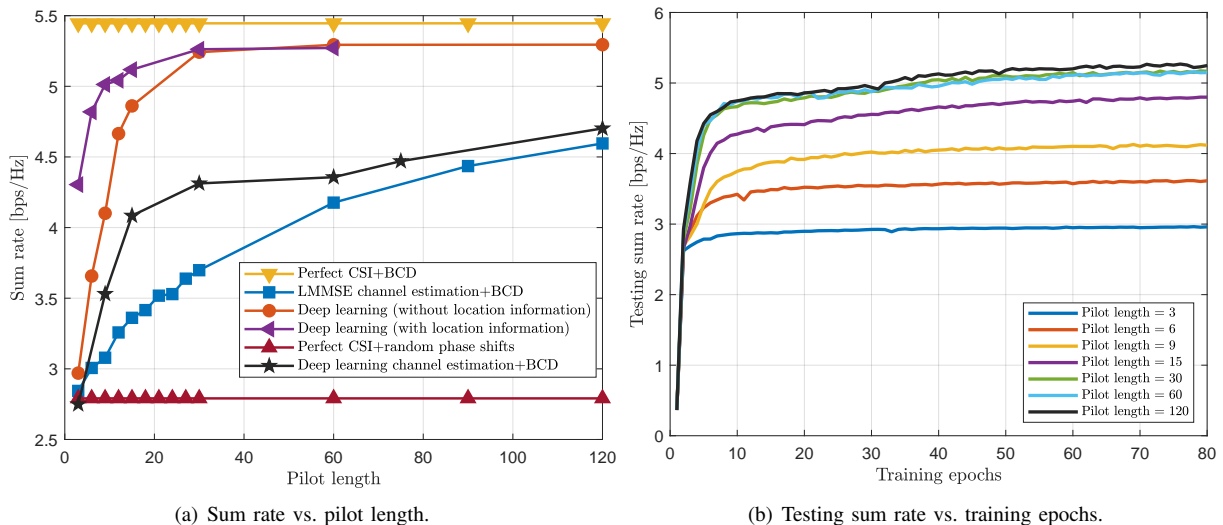 5.5
5
4.5
4
3.5
3
2.5
Sum rate [bps/Hz]
0 20 40 60 80 100 120
Pilot length
Perfect CSI+BCD
LMMSE channel estimation+BCD
Deep learning (without location information)
Deep learning (with location information)
Perfect CSI+random phase shifts
Deep learning channel estimation+BCD
(a) Sum rate vs. pilot length.
6
5
4
3
2
1
0
Testing sum rate [bps/Hz]
0 10 20 30 40 50 60 70 80
Training epochs
Pilot length = 3
Pilot length = 6
Pilot length = 9
Pilot length = 15
Pilot length = 30
Pilot length = 60
Pilot length = 120
(b) Testing sum rate vs. training epochs.